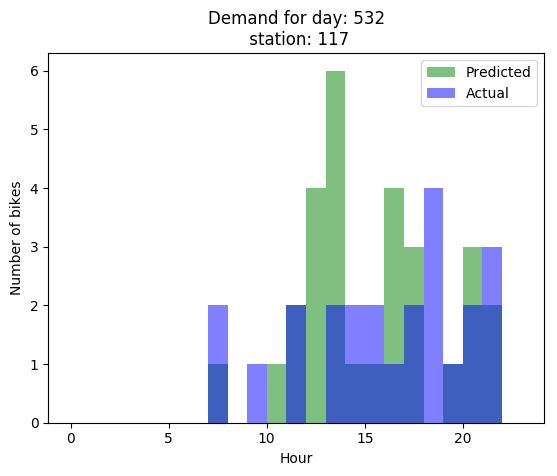 Demand for day: 532
station: 117
Predicted
Actual
Number of bikes
6
5
4
3
2
1
0
0 5 10 15 20
Hour